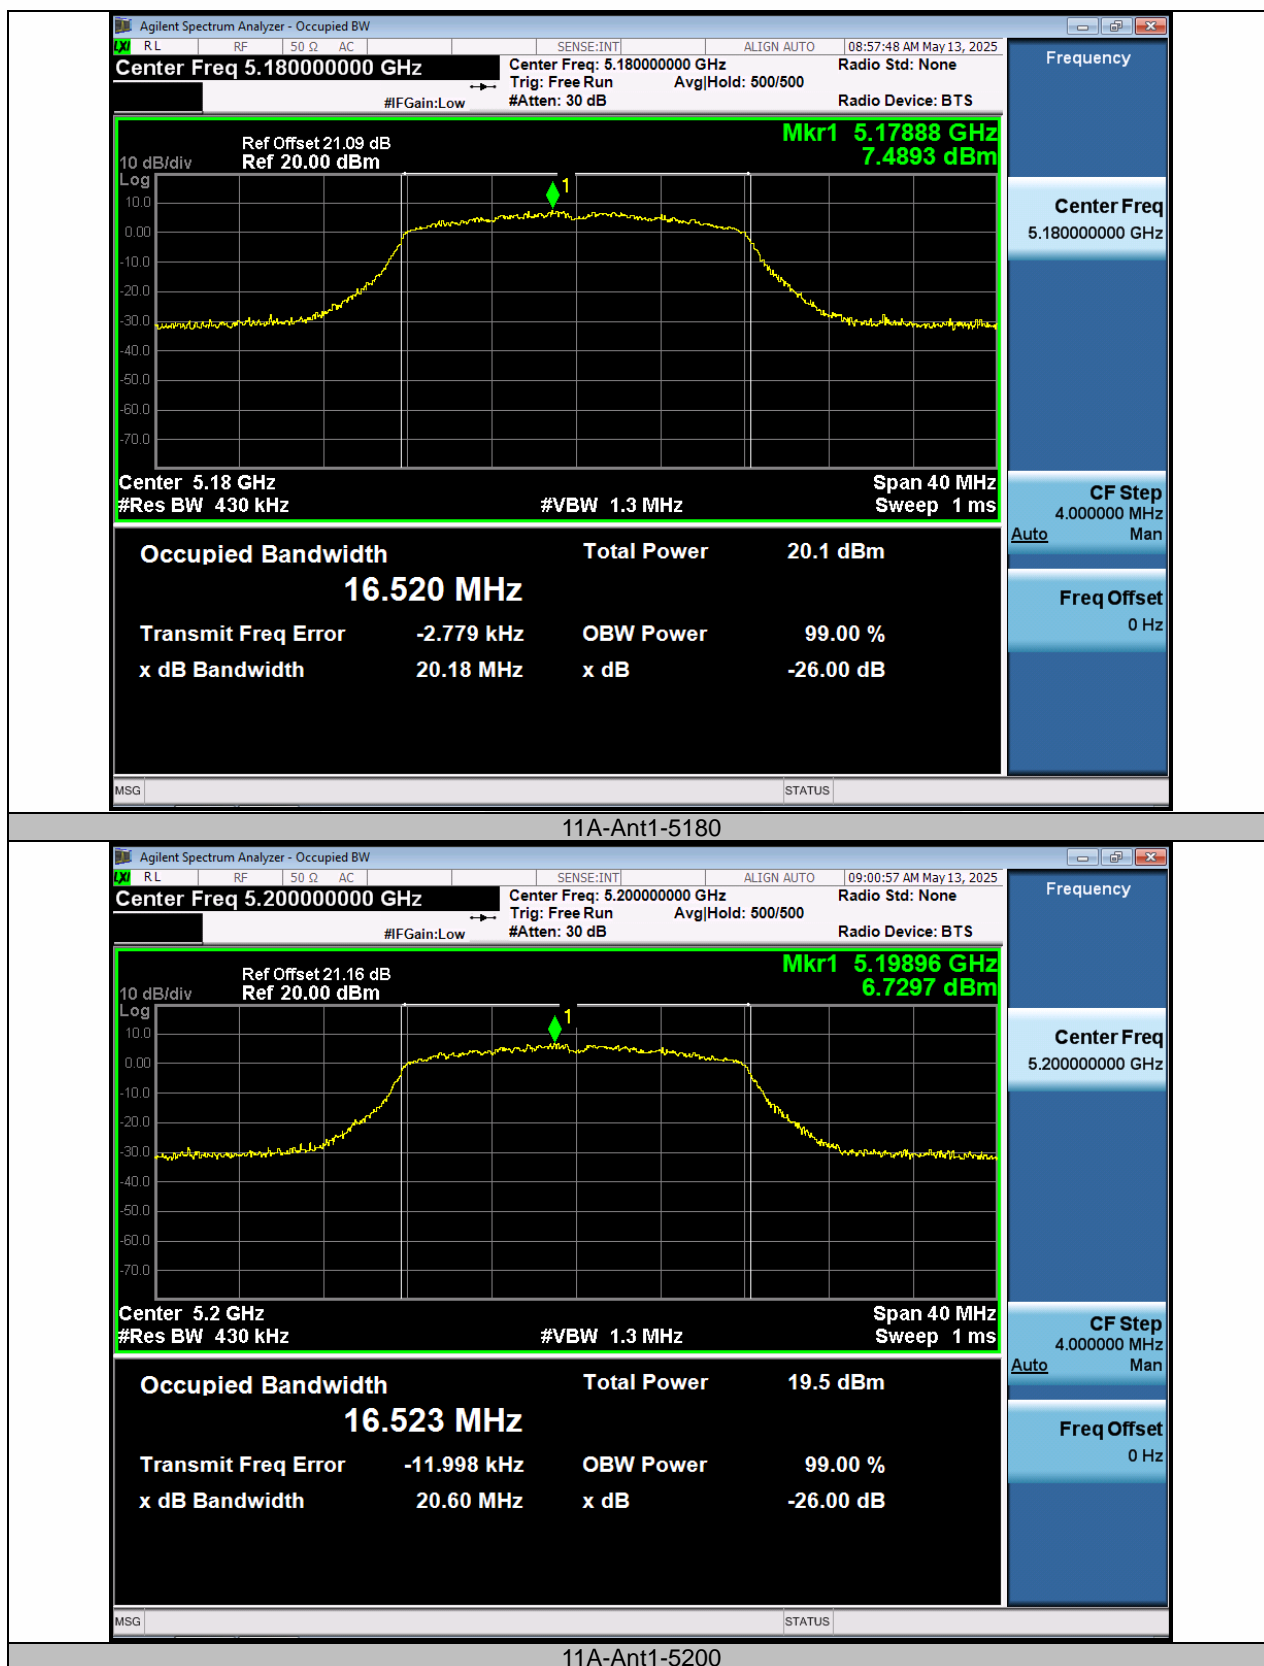 Agilent Spectrum Analyzer - Occupied BW
LXI RL RF 50 Ω AC SENSE:INT ALIGN AUTO 08:57:48 AM May 13, 2025
Center Freq 5.180000000 GHz
Center Freq: 5.180000000 GHz Radio Std: None
Trig: Free Run Avg|Hold: 500/500
#IFGain:Low #Atten: 30 dB Radio Device: BTS
Frequency
Mkr1 5.17888 GHz
7.4893 dBm
Ref Offset 21.09 dB
10 dB/div Ref 20.00 dBm
Log
10.0
0.00
-10.0
-20.0
-30.0
-40.0
-50.0
-60.0
-70.0
1
Center Freq
5.180000000 GHz
Center 5.18 GHz Span 40 MHz
#Res BW 430 kHz #VBW 1.3 MHz Sweep 1 ms
CF Step
4.000000 MHz
Auto Man
Occupied Bandwidth Total Power 20.1 dBm
16.520 MHz
Transmit Freq Error -2.779 kHz OBW Power 99.00 %
x dB Bandwidth 20.18 MHz x dB -26.00 dB
Freq Offset
0 Hz
MSG STATUS
11A-Ant1-5180
Agilent Spectrum Analyzer - Occupied BW
LXI RL RF 50 Ω AC SENSE:INT ALIGN AUTO 09:00:57 AM May 13, 2025
Center Freq 5.200000000 GHz
Center Freq: 5.200000000 GHz Radio Std: None
Trig: Free Run Avg|Hold: 500/500
#IFGain:Low #Atten: 30 dB Radio Device: BTS
Frequency
Mkr1 5.19896 GHz
6.7297 dBm
Ref Offset 21.16 dB
10 dB/div Ref 20.00 dBm
Log
10.0
0.00
-10.0
-20.0
-30.0
-40.0
-50.0
-60.0
-70.0
1
Center Freq
5.200000000 GHz
Center 5.2 GHz Span 40 MHz
#Res BW 430 kHz #VBW 1.3 MHz Sweep 1 ms
CF Step
4.000000 MHz
Auto Man
Occupied Bandwidth Total Power 19.5 dBm
16.523 MHz
Transmit Freq Error -11.998 kHz OBW Power 99.00 %
x dB Bandwidth 20.60 MHz x dB -26.00 dB
Freq Offset
0 Hz
MSG STATUS
11A-Ant1-5200